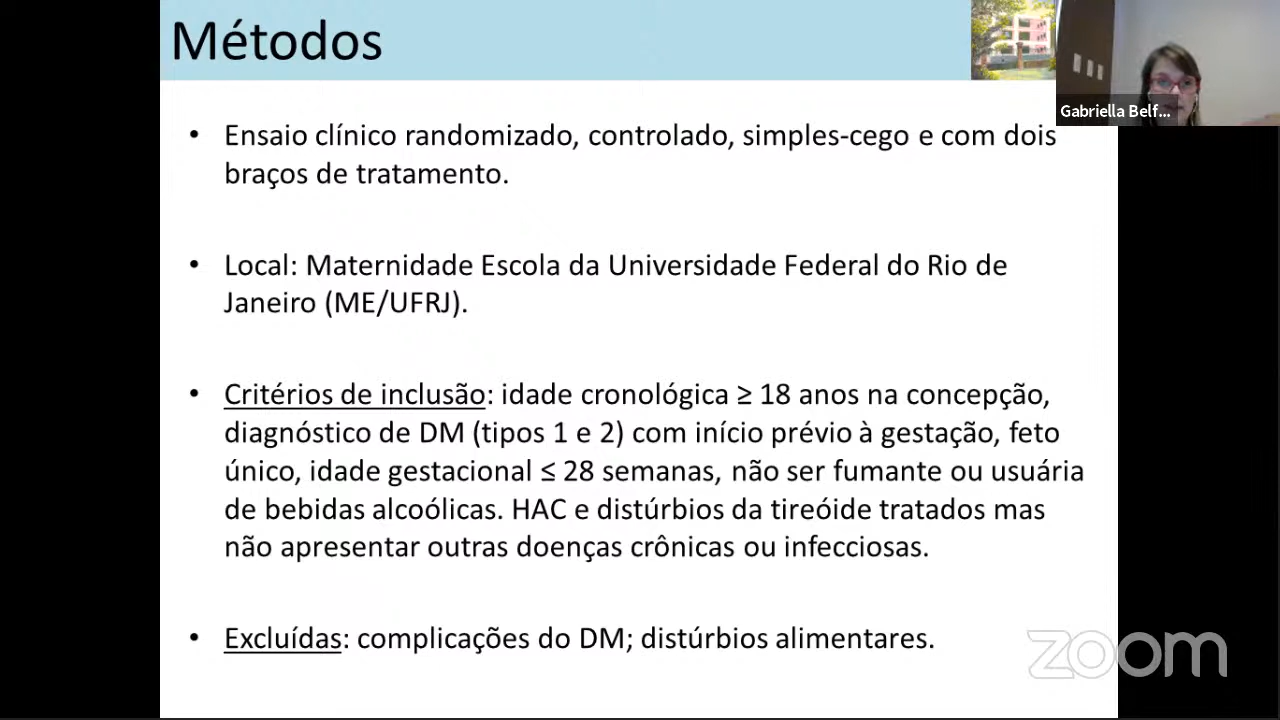 Métodos
Gabriella Belf...
• Ensaio clínico randomizado, controlado, simples-cego e com dois
braços de tratamento.
• Local: Maternidade Escola da Universidade Federal do Rio de
Janeiro (ME/UFRJ).
• Critérios de inclusão: idade cronológica ≥ 18 anos na concepção,
diagnóstico de DM (tipos 1 e 2) com início prévio à gestação, feto
único, idade gestacional ≤ 28 semanas, não ser fumante ou usuária
de bebidas alcoólicas. HAC e distúrbios da tireóide tratados mas
não apresentar outras doenças crônicas ou infecciosas.
• Excluídas: complicações do DM; distúrbios alimentares.
zoom